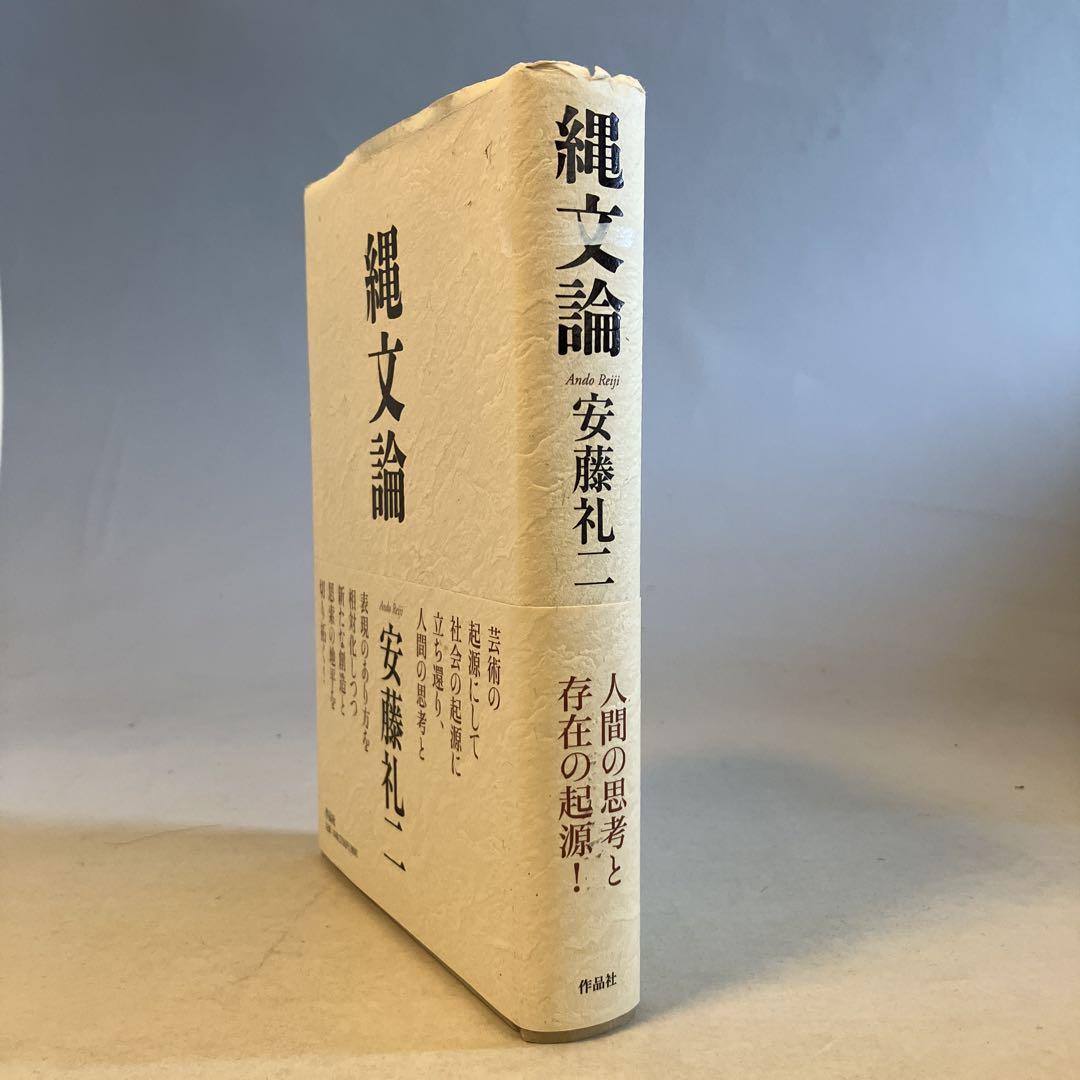 縄文論
Ando Reiji
安藤礼二
人間の思考と
存在の起源！
作品社
縄文論
芸術の
起源にして
社会の起源に
立ち還り、
人間の思考と
Ando Reiji
安藤礼二
表現のあり方を
相対化しつつ
新たな創造と
思索の地平を
切り拓く！